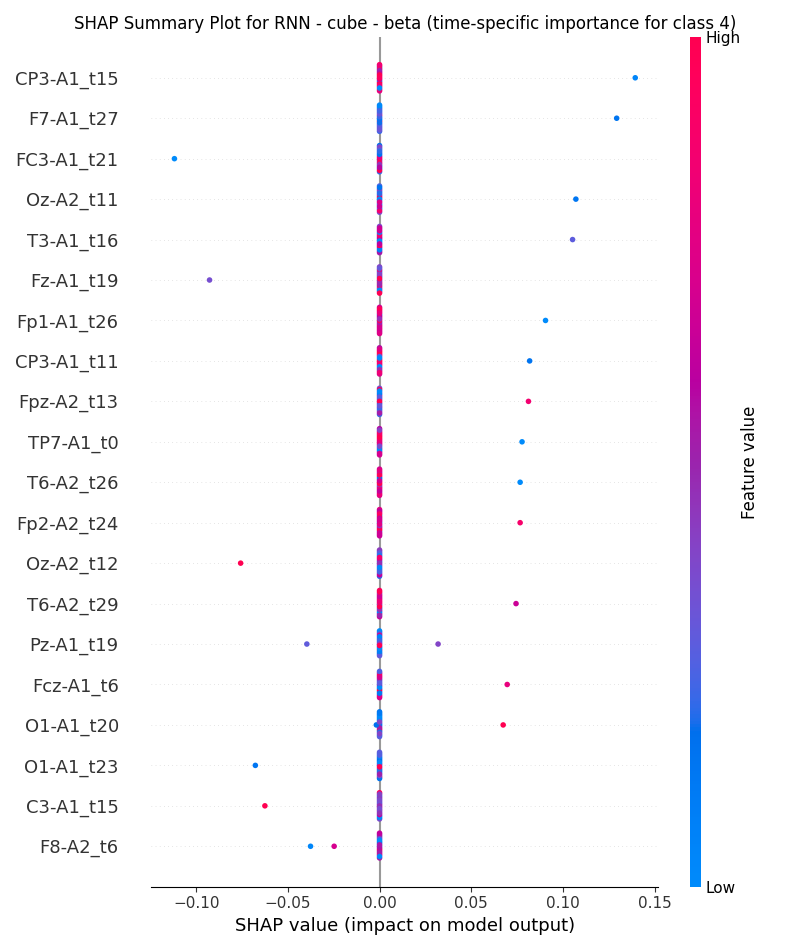 SHAP Summary Plot for RNN - cube - beta (time-specific importance for class 4)
High
CP3-A1_t15
F7-A1_t27
FC3-A1_t21
Oz-A2_t11
T3-A1_t16
Fz-A1_t19
Fp1-A1_t26
CP3-A1_t11
Fpz-A2_t13
TP7-A1_t0
T6-A2_t26
Fp2-A2_t24
Oz-A2_t12
T6-A2_t29
Pz-A1_t19
Fcz-A1_t6
O1-A1_t20
O1-A1_t23
C3-A1_t15
F8-A2_t6
Feature value
Low
−0.10 −0.05 0.00 0.05 0.10 0.15
SHAP value (impact on model output)